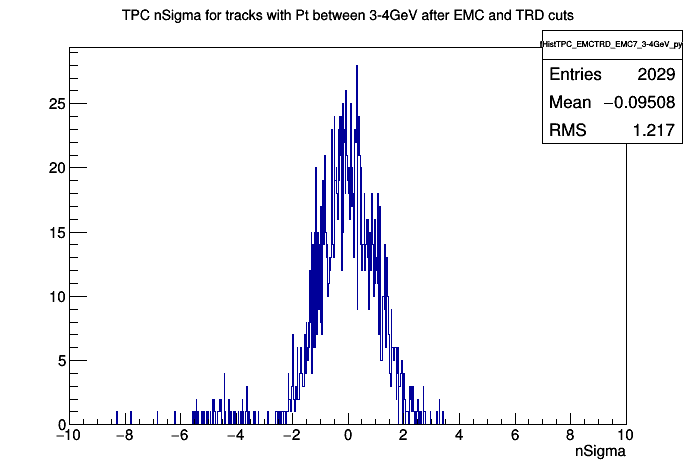 TPC nSigma for tracks with Pt between 3-4GeV after EMC and TRD cuts
HistTPC_EMCTRD_EMC7_3-4GeV_py
Entries 2029
Mean −0.09508
RMS 1.217
25
20
15
10
5
0
−10 −8 −6 −4 −2 0 2 4 6 8 10
nSigma